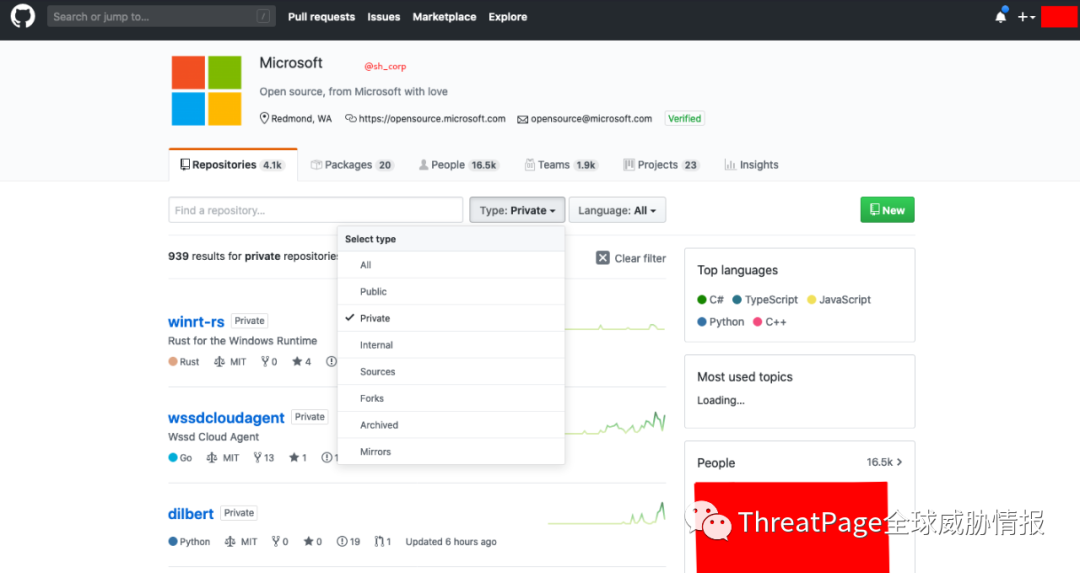 Search or jump to... / Pull requests Issues Marketplace Explore
Microsoft @sh_corp
Open source, from Microsoft with love
Redmond, WA https://opensource.microsoft.com opensource@microsoft.com Verified
Repositories 4.1k Packages 20 People 16.5k Teams 1.9k Projects 23 Insights
Find a repository... Type: Private Language: All New
Select type
939 results for private repositories Clear filter
All
Public
Private
Internal
Sources
Forks
Archived
Mirrors
winrt-rs Private
Rust for the Windows Runtime
Rust MIT 0 4
wssdcloudagent Private
Wssd Cloud Agent
Go MIT 13 1 1
dilbert Private
Python MIT 0 0 19 1 Updated 6 hours ago
Top languages
C# TypeScript JavaScript
Python C++
Most used topics
Loading...
People 16.5k
ThreatPage全球威胁情报